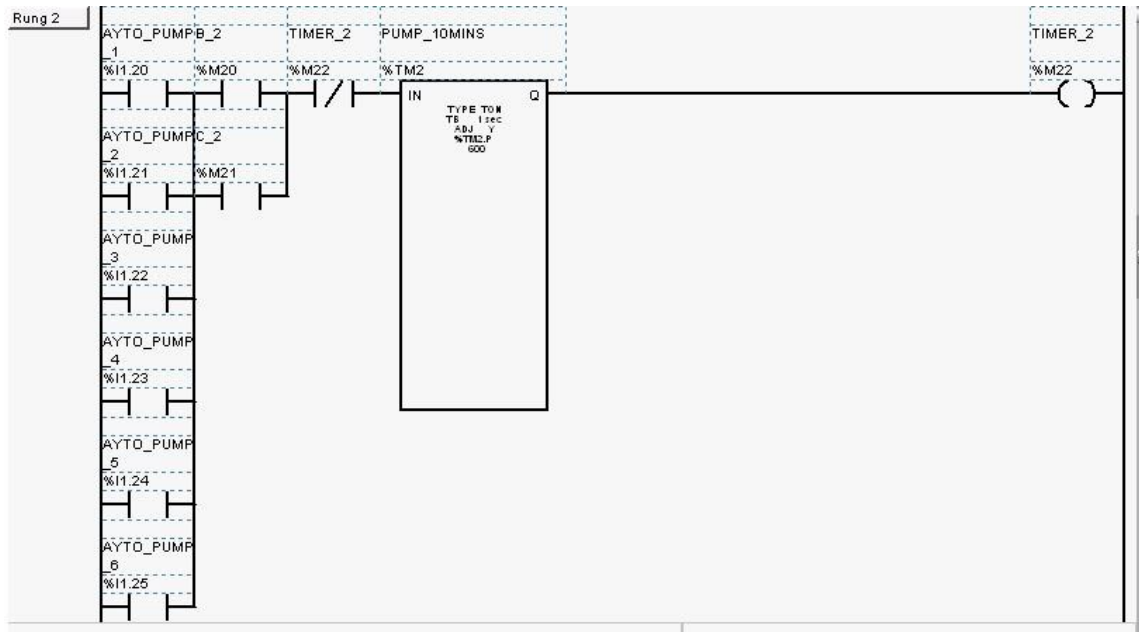 Rung 2
AYTO_PUMP B_2 TIMER_2 PUMP_10MINS TIMER_2
_1
%I1.20 %M20 %M22 %TM2 %M22
IN Q
TYPE TON
TB 1sec
ADJ Y
%TM2.P
600
AYTO_PUMP C_2
_2
%I1.21 %M21
AYTO_PUMP
_3
%I1.22
AYTO_PUMP
_4
%I1.23
AYTO_PUMP
_5
%I1.24
AYTO_PUMP
_6
%I1.25